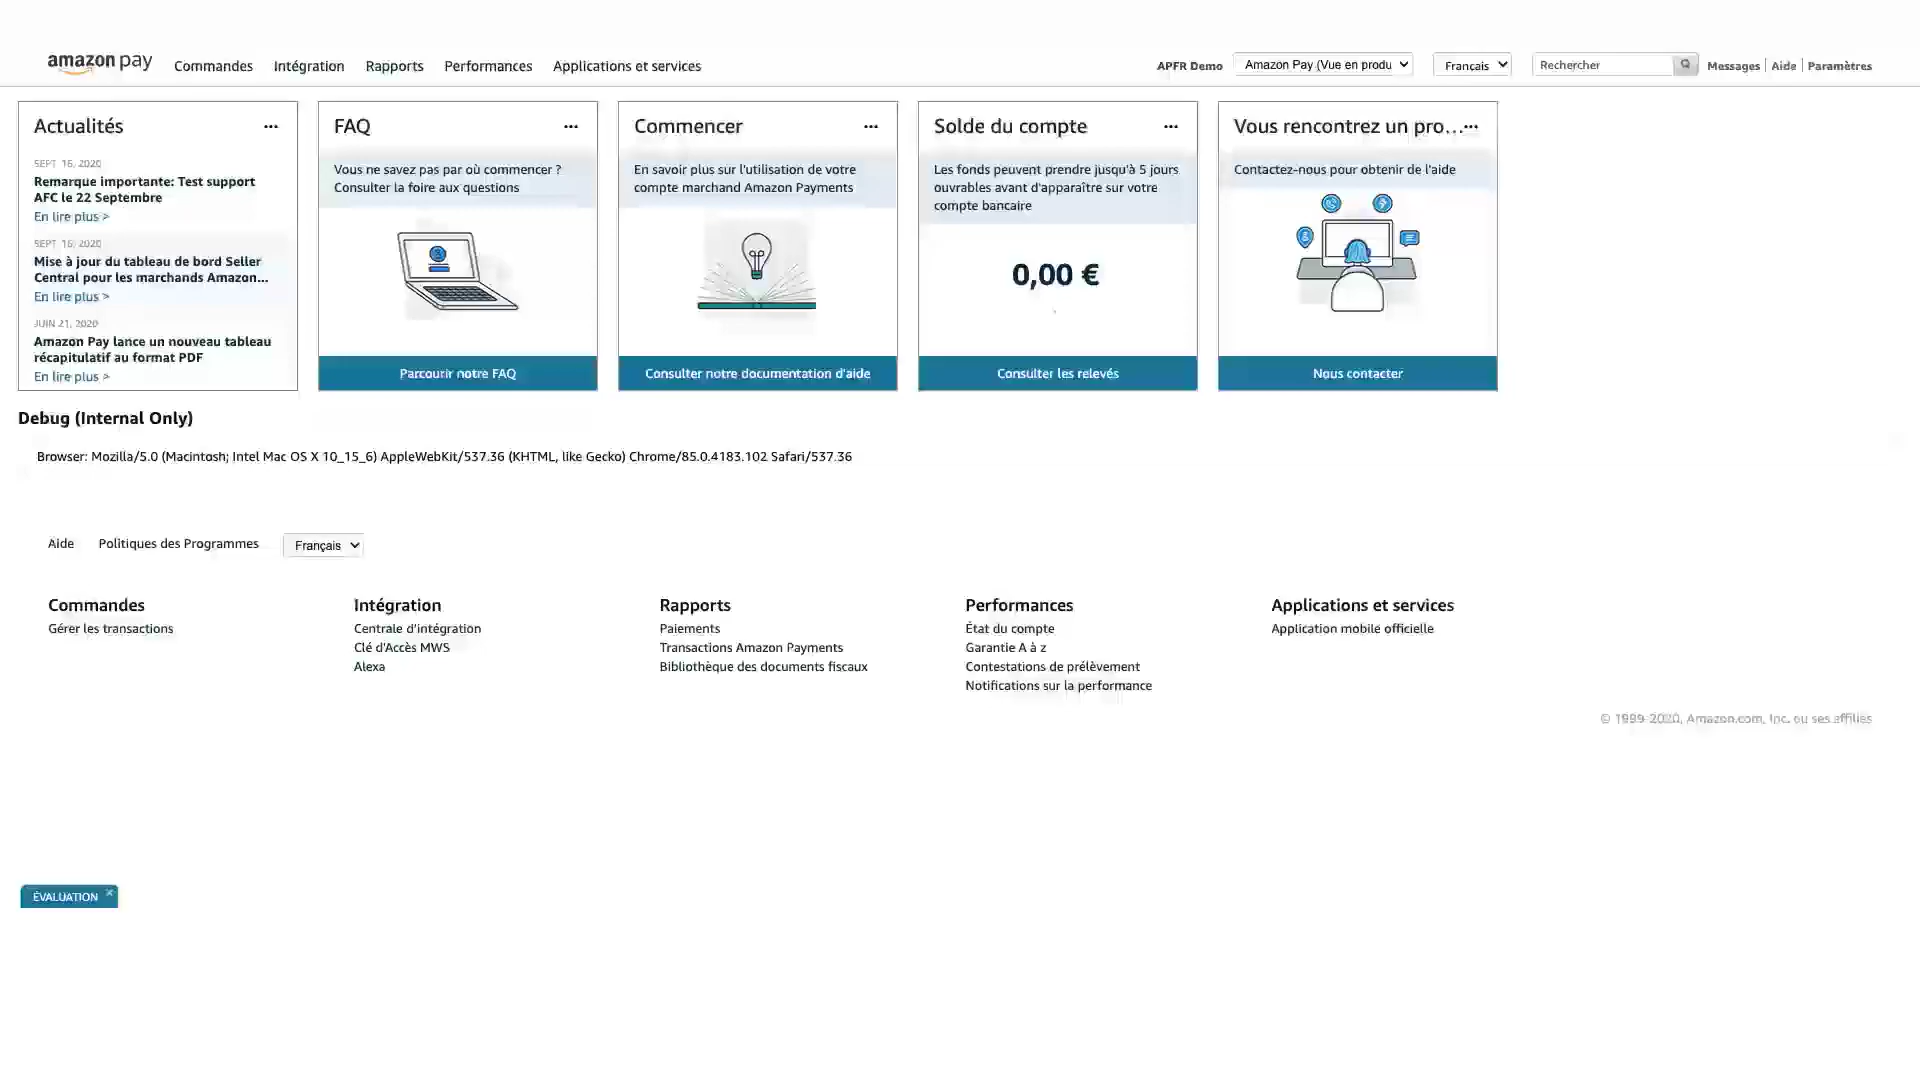 amazon pay
Commandes Intégration Rapports Performances Applications et services
APFR Demo Amazon Pay (Vue en produ Français Rechercher Messages Aide Paramètres
Actualités ...
SEPT. 16, 2020
Remarque importante: Test support
AFC le 22 Septembre
En lire plus >
SEPT. 16, 2020
Mise à jour du tableau de bord Seller
Central pour les marchands Amazon...
En lire plus >
JUIN 21, 2020
Amazon Pay lance un nouveau tableau
récapitulatif au format PDF
En lire plus >
FAQ ...
Vous ne savez pas par où commencer ?
Consulter la foire aux questions
Parcourir notre FAQ
Commencer ...
En savoir plus sur l'utilisation de votre
compte marchand Amazon Payments
Consulter notre documentation d'aide
Solde du compte ...
Les fonds peuvent prendre jusqu'à 5 jours
ouvrables avant d'apparaître sur votre
compte bancaire
0,00 €
Consulter les relevés
Vous rencontrez un pro... ...
Contactez-nous pour obtenir de l'aide
Nous contacter
Debug (Internal Only)
Browser: Mozilla/5.0 (Macintosh; Intel Mac OS X 10_15_6) AppleWebKit/537.36 (KHTML, like Gecko) Chrome/85.0.4183.102 Safari/537.36
Aide Politiques des Programmes Français
Commandes
Gérer les transactions
Intégration
Centrale d'intégration
Clé d'Accès MWS
Alexa
Rapports
Paiements
Transactions Amazon Payments
Bibliothèque des documents fiscaux
Performances
État du compte
Garantie A à z
Contestations de prélèvement
Notifications sur la performance
Applications et services
Application mobile officielle
© 1999-2020, Amazon.com, Inc. ou ses affiliés
ÉVALUATION